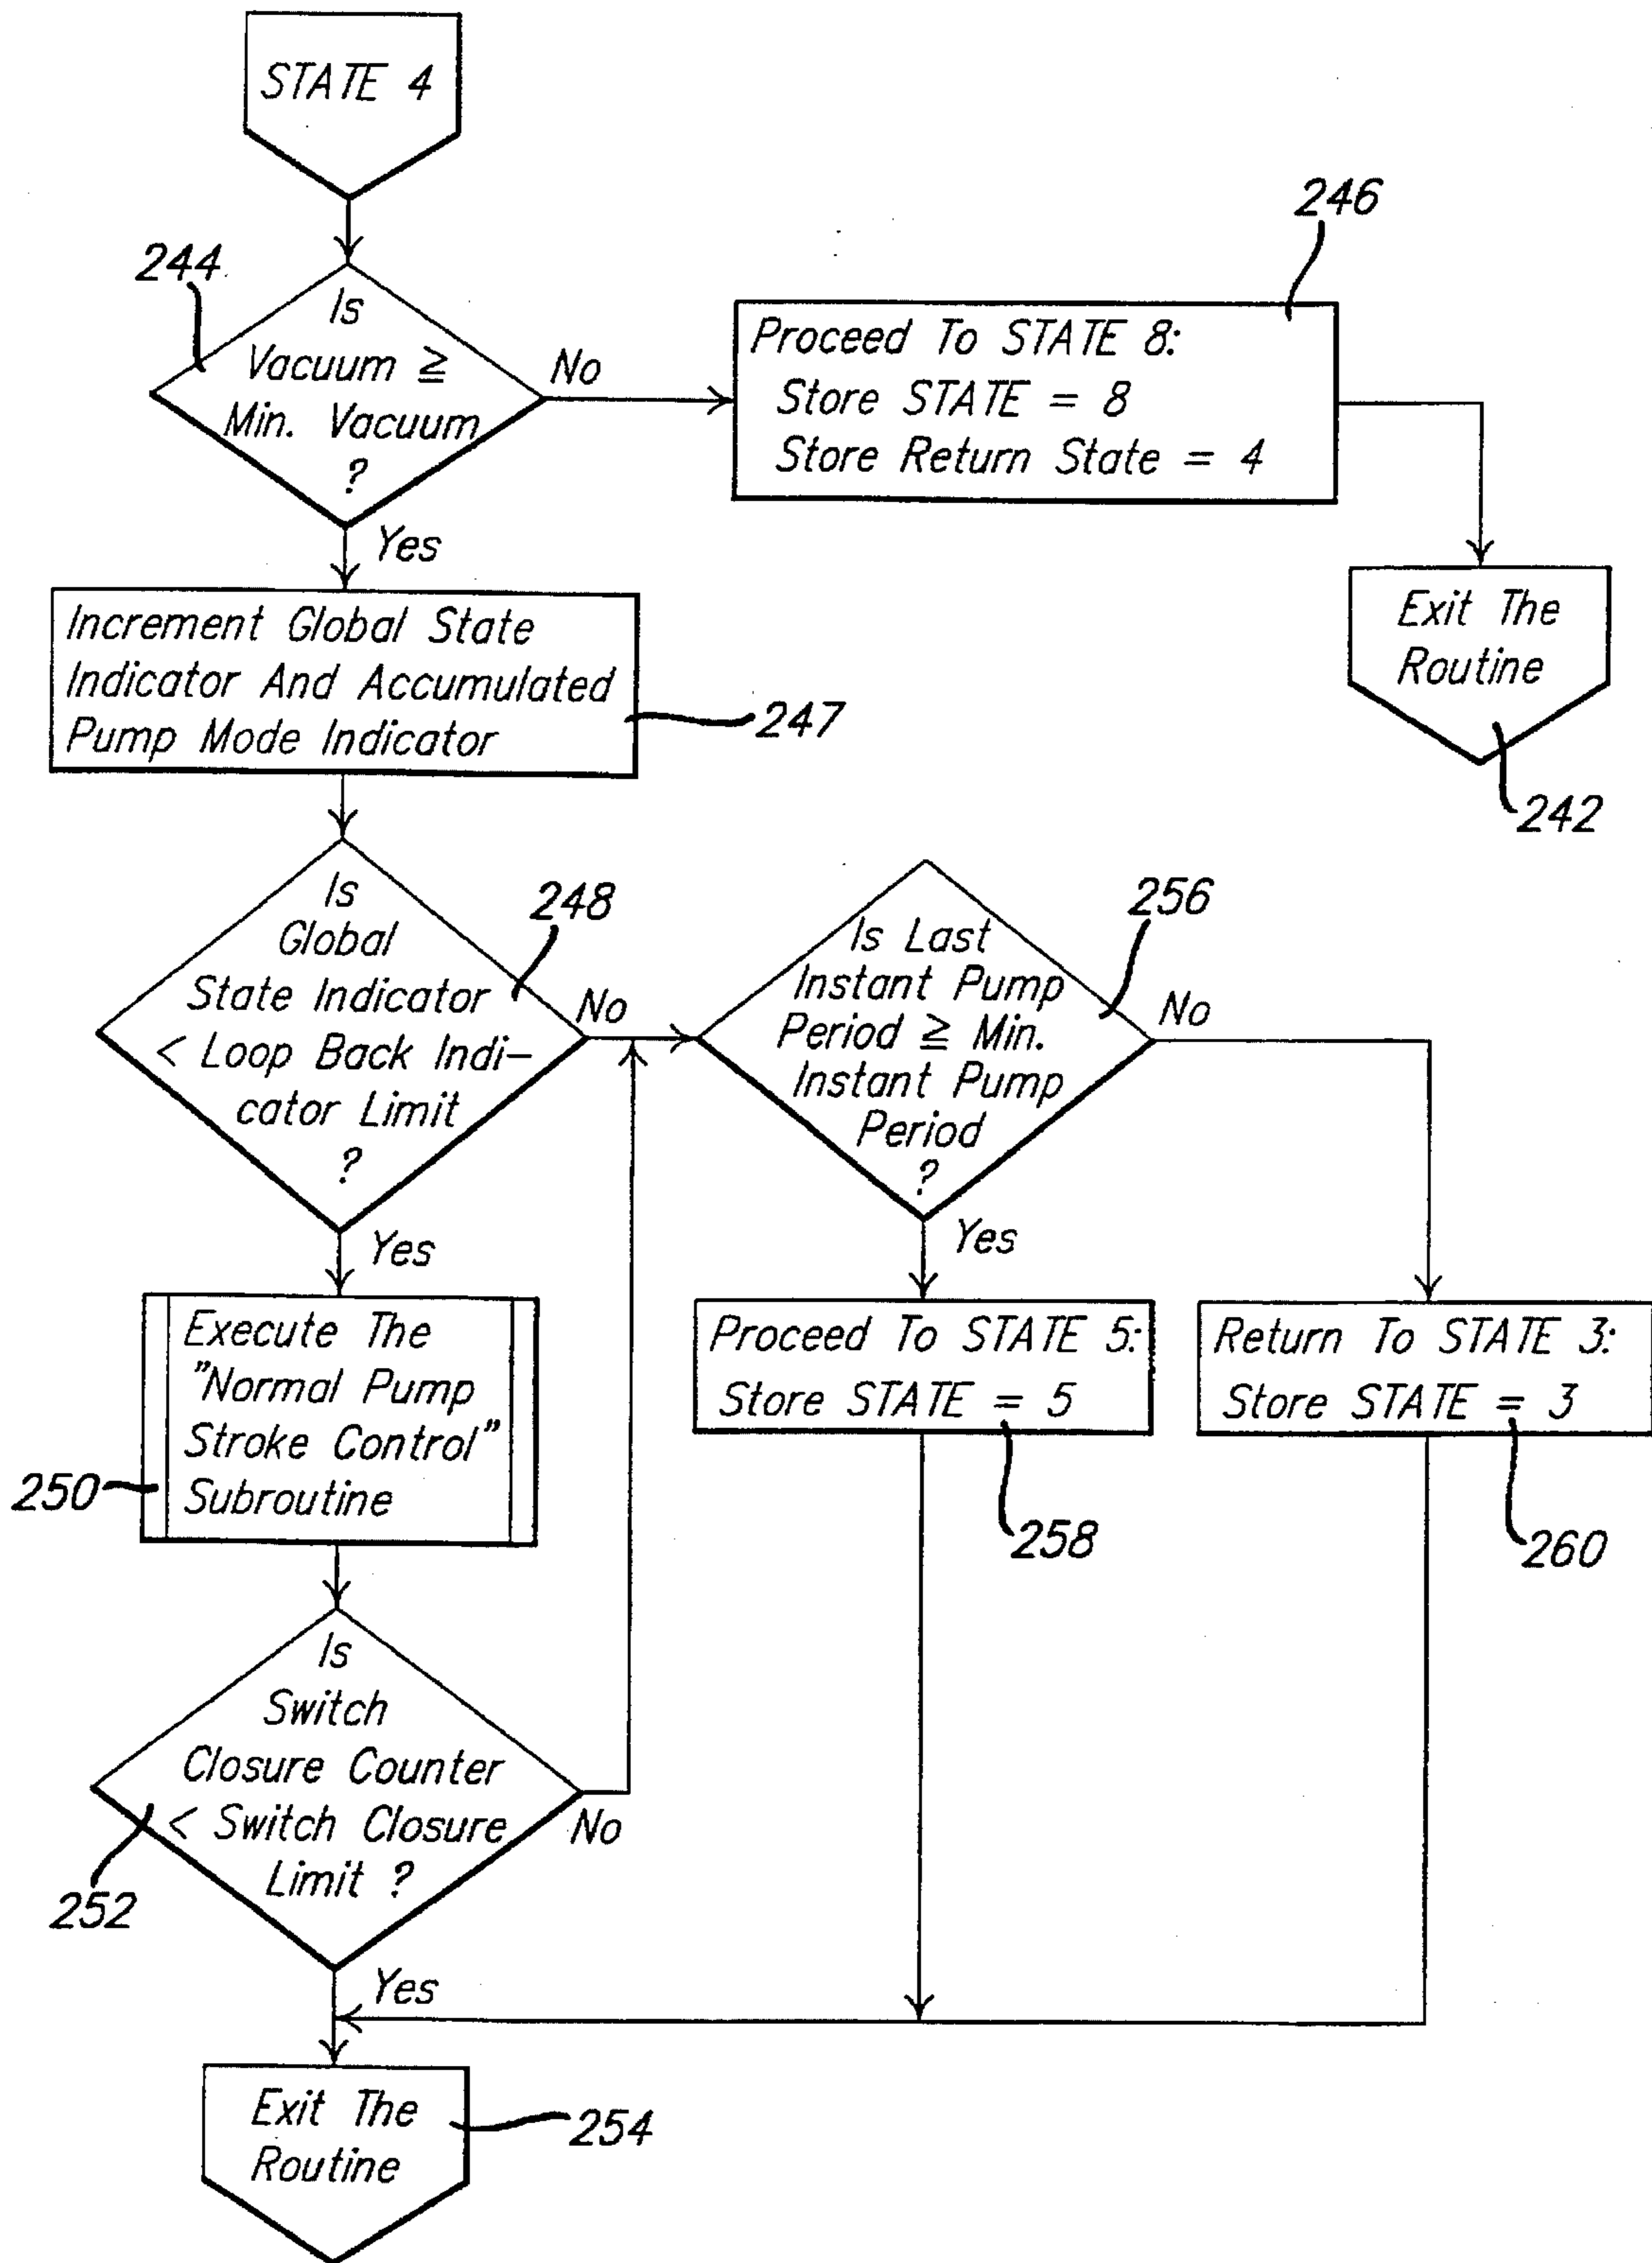 STATE 4
244
Is
Vacuum ≧
Min. Vacuum
?
No
246
Proceed To STATE 8:
Store STATE = 8
Store Return State = 4
Yes
Exit The
Routine
242
Increment Global State
Indicator And Accumulated
Pump Mode Indicator
247
Is
Global
State Indicator
< Loop Back Indi-
cator Limit
?
248
No
Is Last
Instant Pump
Period ≧ Min.
Instant Pump
Period
?
256
No
Yes
Yes
Execute The
"Normal Pump
Stroke Control"
Subroutine
250
Proceed To STATE 5:
Store STATE = 5
258
Return To STATE 3:
Store STATE = 3
260
Is
Switch
Closure Counter
< Switch Closure
Limit ?
252
No
Yes
Exit The
Routine
254